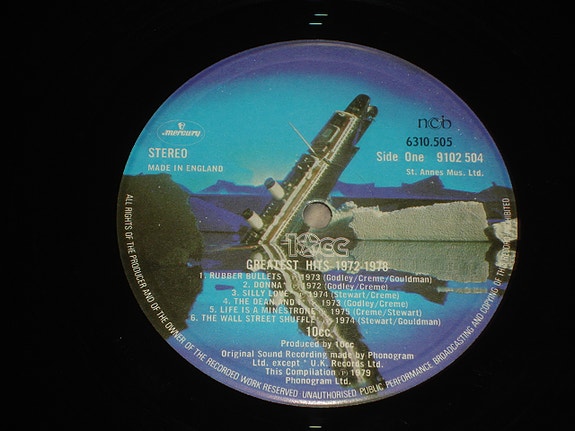 mercury
STEREO
MADE IN ENGLAND
ncb
6310.505
Side One 9102 504
St. Annes Mus. Ltd.
10cc
GREATEST HITS 1972-1978
1. RUBBER BULLETS * ℗ 1973 (Godley/Creme/Gouldman)
2. DONNA * ℗ 1972 (Godley/Creme)
3. SILLY LOVE * ℗ 1974 (Stewart/Creme)
4. THE DEAN AND I * ℗ 1973 (Godley/Creme)
5. LIFE IS A MINESTRONE ℗ 1975 (Stewart/Creme)
6. THE WALL STREET SHUFFLE * ℗ 1974 (Stewart/Gouldman)
10cc
Produced by 10cc
Original Sound Recording made by Phonogram
Ltd. except * U.K. Records Ltd.
This Compilation ℗ 1979
Phonogram Ltd.
ALL RIGHTS OF THE PRODUCER AND OF THE OWNER OF THE RECORDED WORK RESERVED UNAUTHORISED PUBLIC PERFORMANCE BROADCASTING AND COPYING OF THIS RECORD PROHIBITED